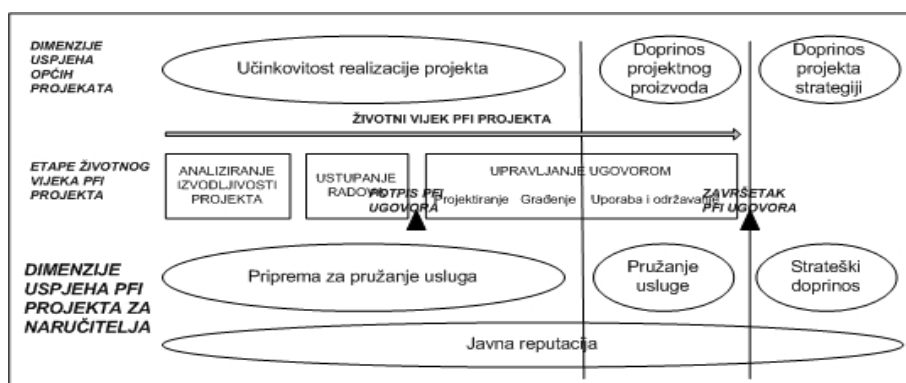 DIMENZIJE
USPJEHA
OPĆIH
PROJEKATA
Učinkovitost realizacije projekta
Doprinos
projektnog
proizvoda
Doprinos
projekta
strategiji
ŽIVOTNI VIJEK PFI PROJEKTA
ETAPE ŽIVOTNOG
VIJEKA PFI
PROJEKTA
ANALIZIRANJE
IZVODLJIVOSTI
PROJEKTA
USTUPANJE
RADOVA
POTPIS PFI
UGOVORA
UPRAVLJANJE UGOVOROM
Projektiranje Građenje Uporaba i održavanje
ZAVRŠETAK
PFI UGOVORA
DIMENZIJE
USPJEHA PFI
PROJEKTA ZA
NARUČITELJA
Priprema za pružanje usluga
Pružanje
usluge
Strateški
doprinos
Javna reputacija